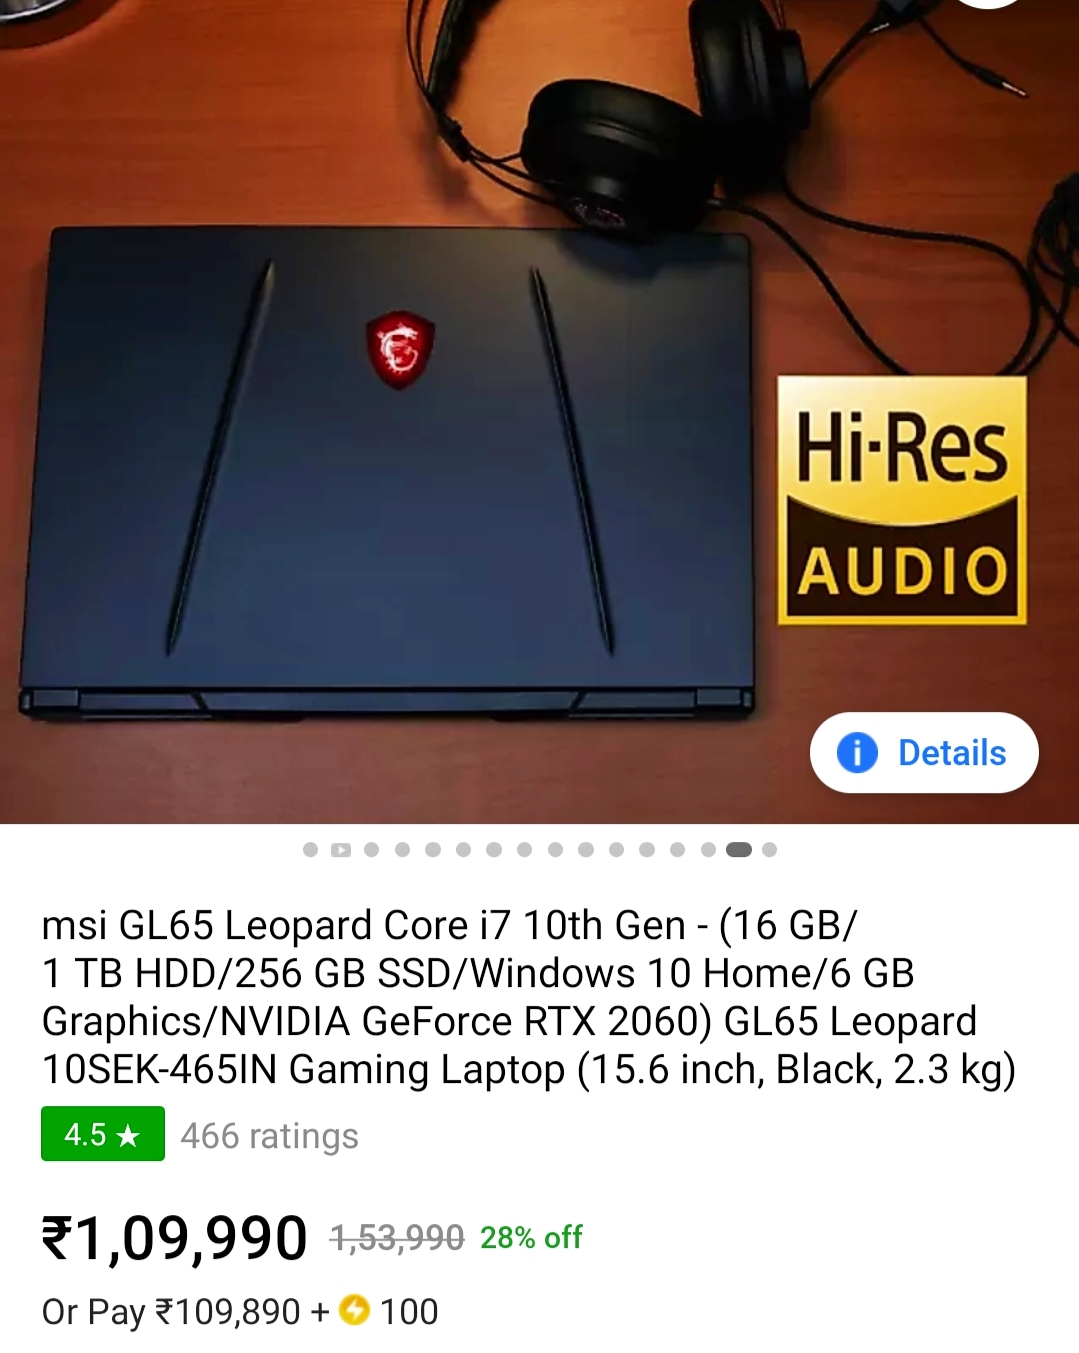 Hi-Res
AUDIO
Details
msi GL65 Leopard Core i7 10th Gen - (16 GB/
1 TB HDD/256 GB SSD/Windows 10 Home/6 GB
Graphics/NVIDIA GeForce RTX 2060) GL65 Leopard
10SEK-465IN Gaming Laptop (15.6 inch, Black, 2.3 kg)
4.5 ★ 466 ratings
₹1,09,990 1,53,990 28% off
Or Pay ₹109,890 + 100